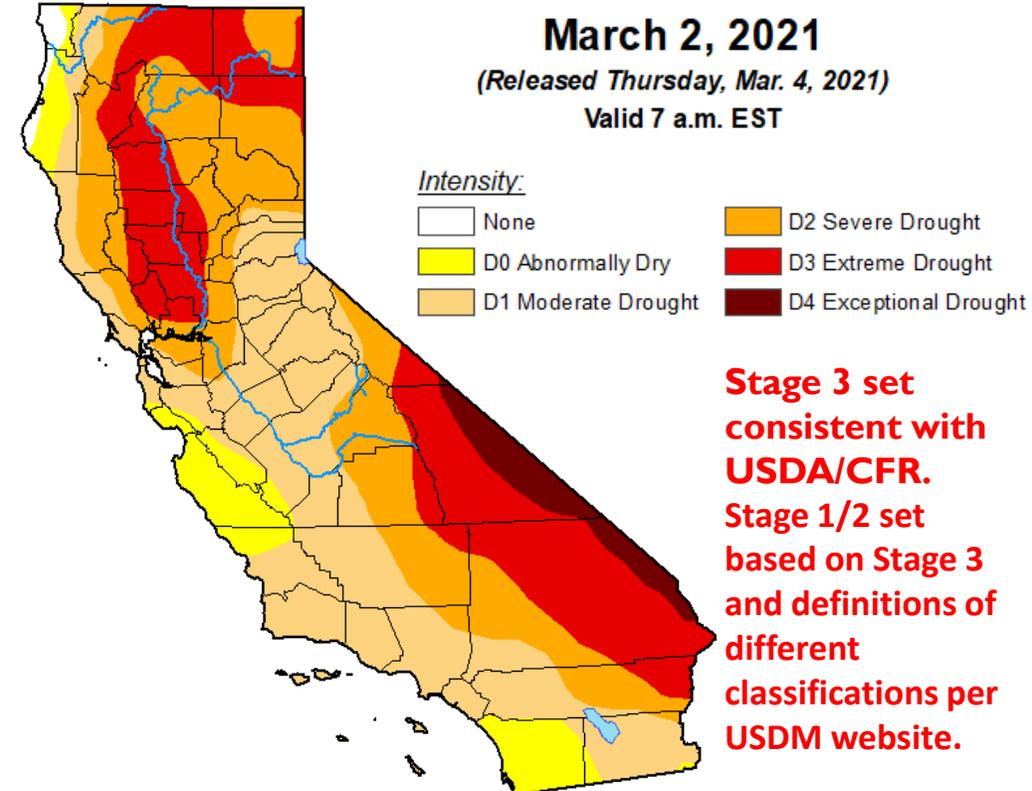 March 2, 2021
(Released Thursday, Mar. 4, 2021)
Valid 7 a.m. EST
Intensity:
None
D0 Abnormally Dry
D1 Moderate Drought
D2 Severe Drought
D3 Extreme Drought
D4 Exceptional Drought
Stage 3 set
consistent with
USDA/CFR.
Stage 1/2 set
based on Stage 3
and definitions of
different
classifications per
USDM website.